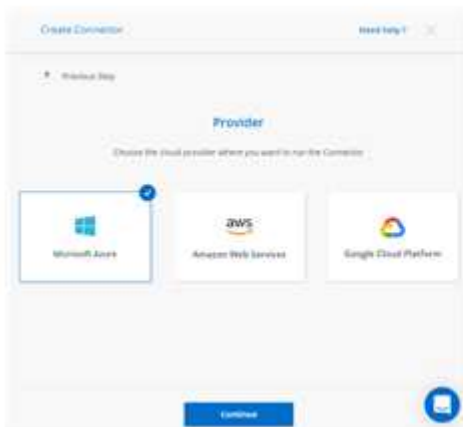 Create Connector
Need help?
Previous Step
Provider
Choose the cloud provider where you want to run the Connector
Microsoft Azure
aws
Amazon Web Services
Google Cloud Platform
Continue